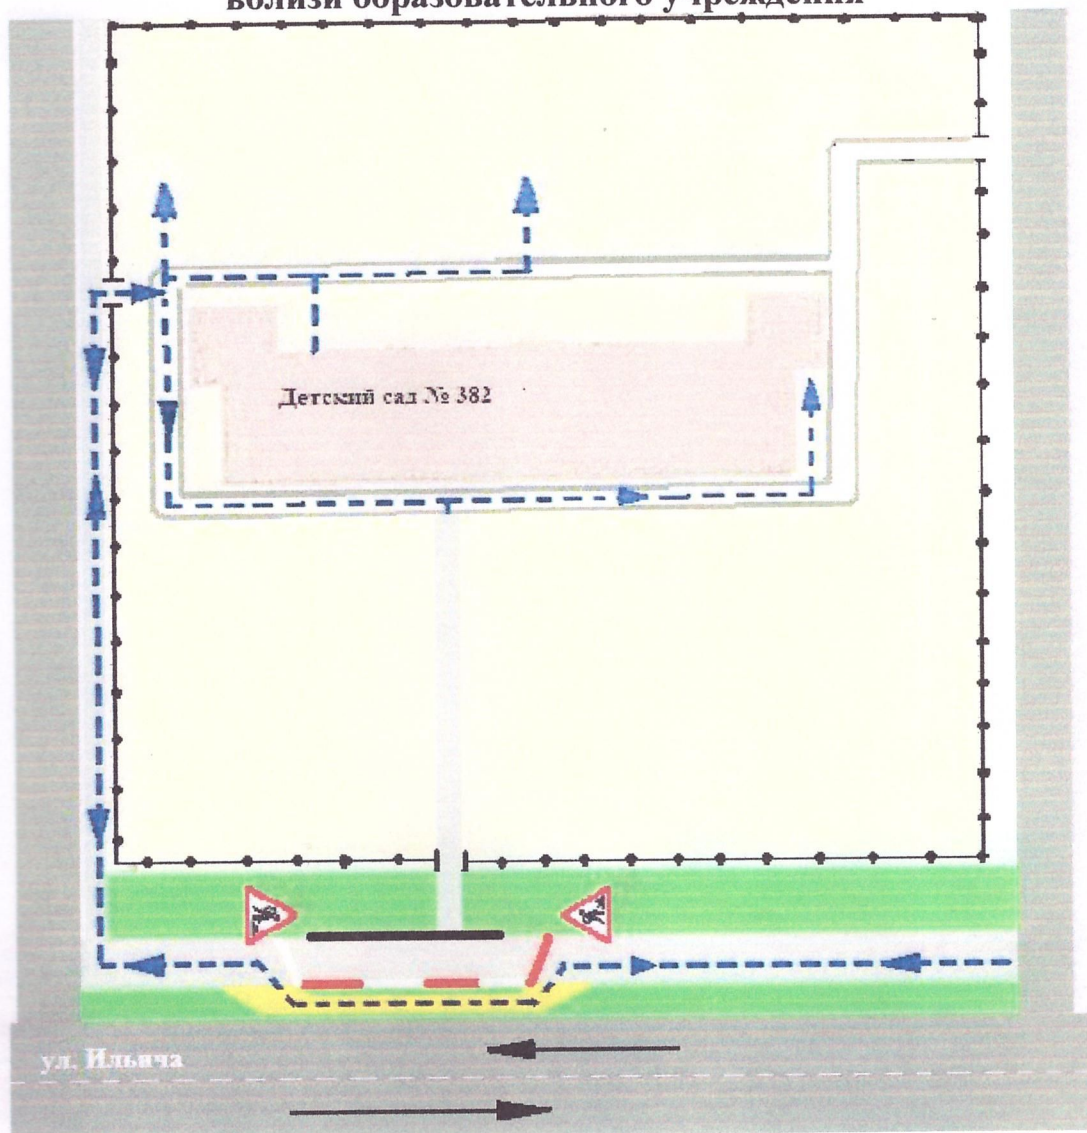 вблизи образовательного учреждения
Детский сад № 382
ул. Ильича